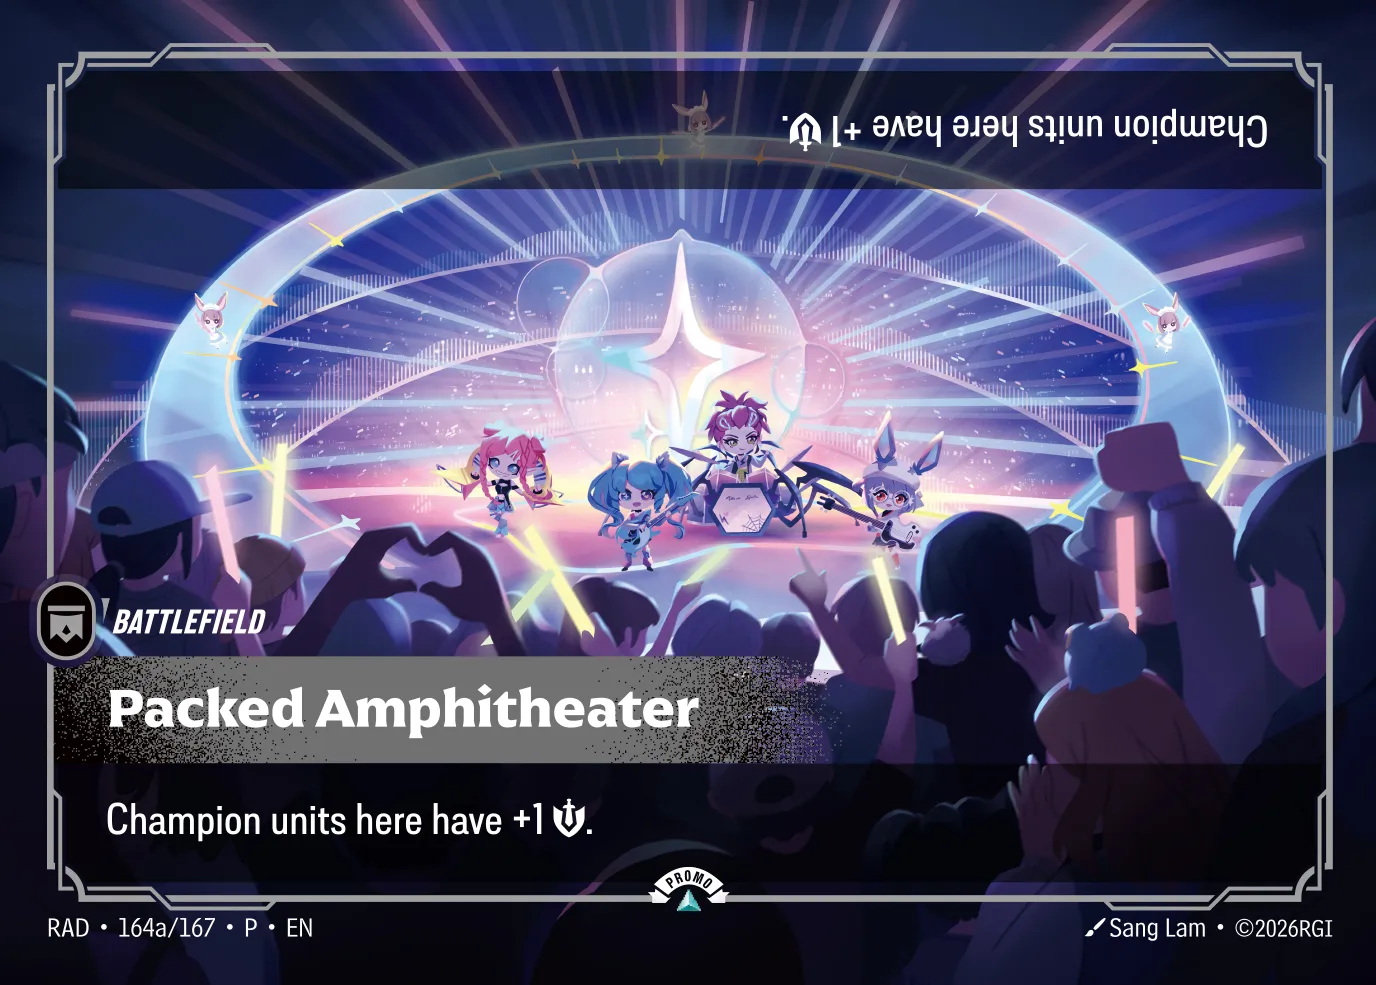 Champion units here have +1.
BATTLEFIELD
Packed Amphitheater
Champion units here have +1.
PROMO
RAD • 164a/167 • P • EN
Sang Lam • ©2026RGI